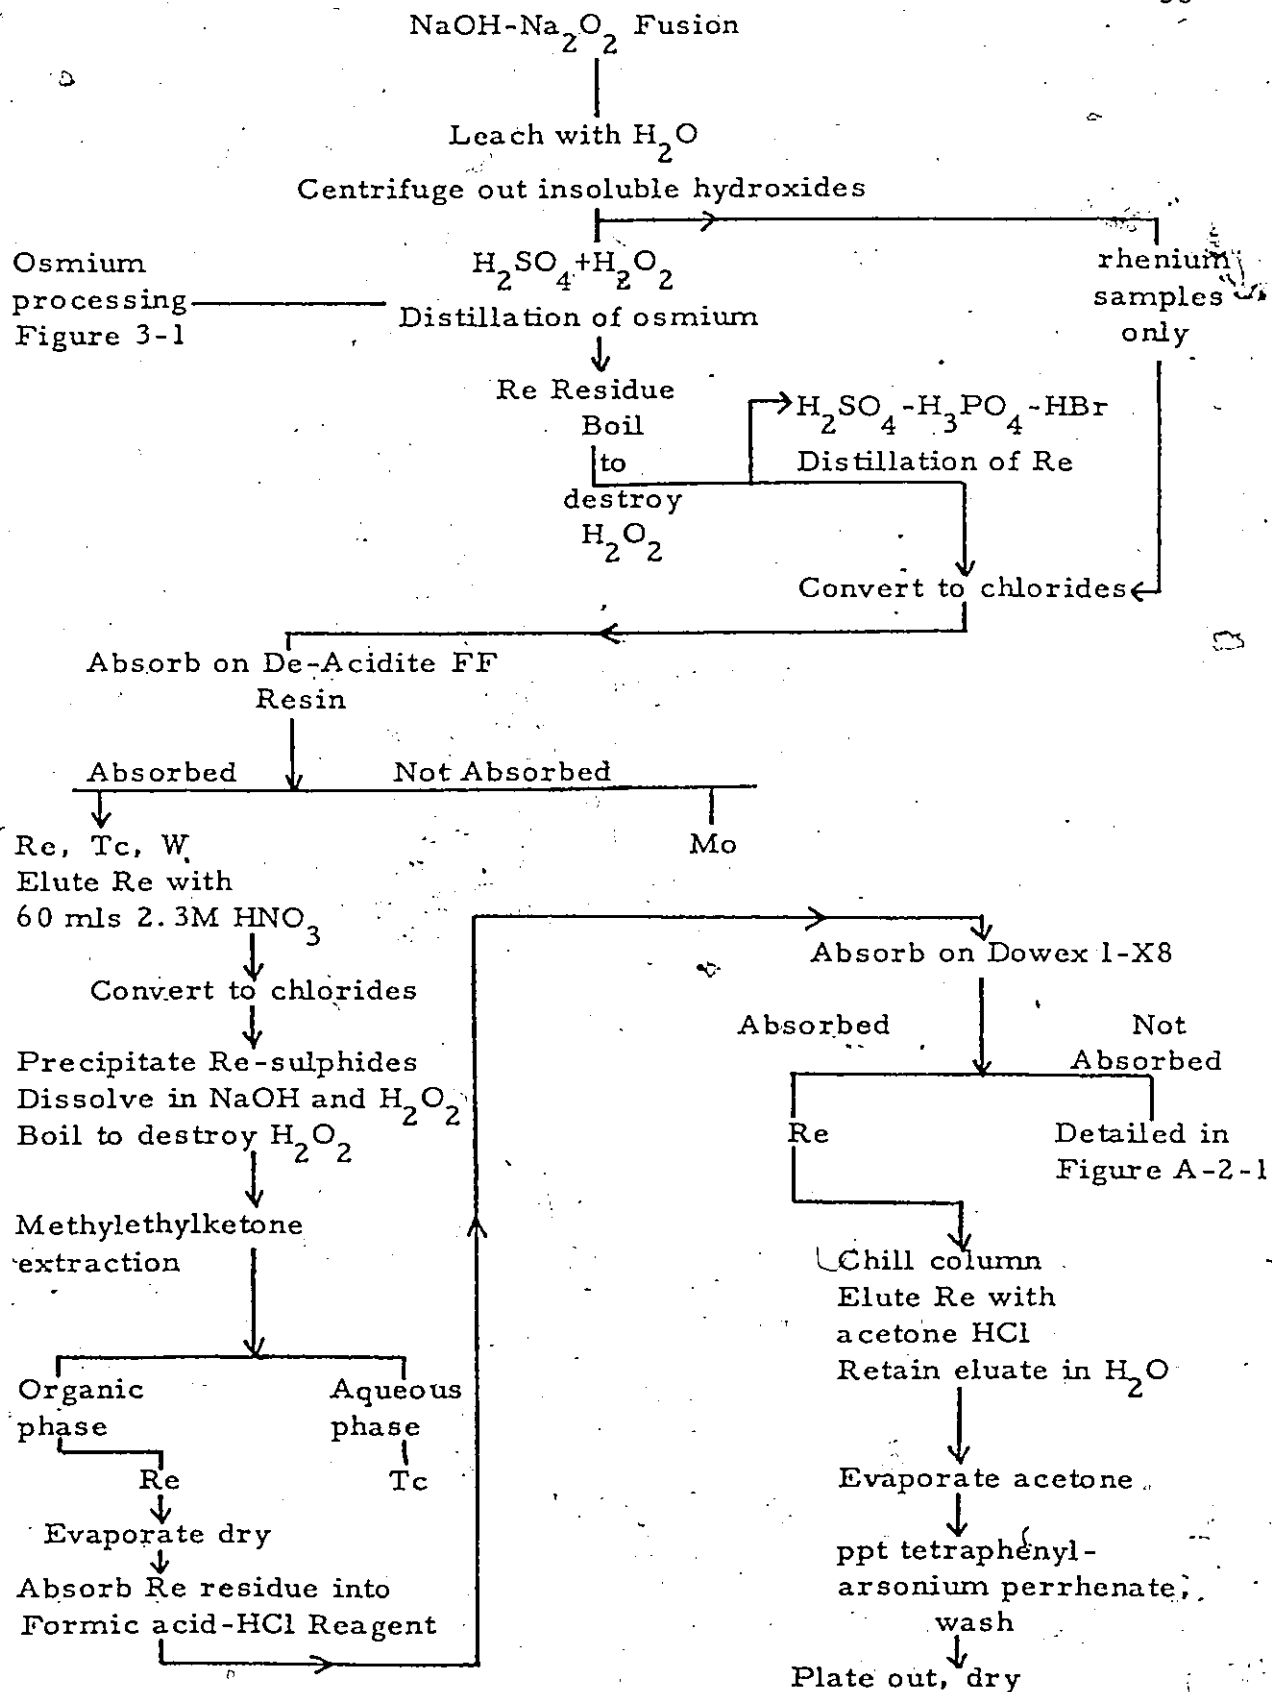 NaOH-Na2O2 Fusion
Leach with H2O
Centrifuge out insoluble hydroxides
Osmium
processing
Figure 3-1
H2SO4+H2O2
Distillation of osmium
rhenium
samples
only
Re Residue
Boil
to
destroy
H2O2
H2SO4-H3PO4-HBr
Distillation of Re
Convert to chlorides
Absorb on De-Acidite FF
Resin
Absorbed
Not Absorbed
Re, Tc, W
Elute Re with
60 mls 2.3M HNO3
Mo
Convert to chlorides
Precipitate Re-sulphides
Dissolve in NaOH and H2O2
Boil to destroy H2O2
Methylethylketone
extraction
Organic
phase
Aqueous
phase
Re
Tc
Evaporate dry
Absorb Re residue into
Formic acid-HCl Reagent
Absorb on Dowex 1-X8
Absorbed
Not
Absorbed
Re
Detailed in
Figure A-2-1
Chill column
Elute Re with
acetone HCl
Retain eluate in H2O
Evaporate acetone
ppt tetraphenyl-
arsonium perrhenate,
wash
Plate out, dry